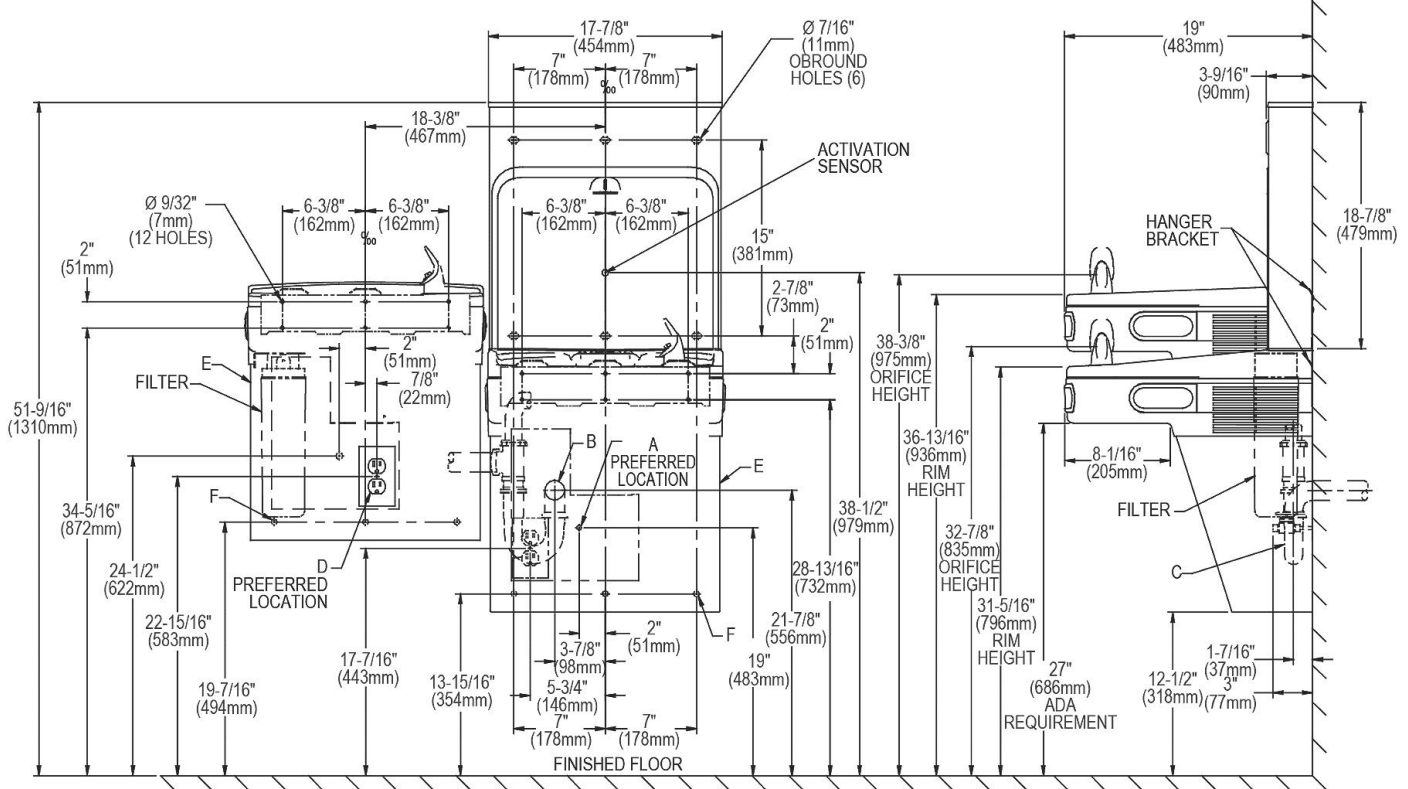 17-7/8"
(454mm)
7"
(178mm)
7"
(178mm)
Ø 7/16"
(11mm)
OBROUND
HOLES (6)
19"
(483mm)
3-9/16"
(90mm)
18-3/8"
(467mm)
ACTIVATION
SENSOR
Ø 9/32"
(7mm)
(12 HOLES)
6-3/8"
(162mm)
6-3/8"
(162mm)
6-3/8"
(162mm)
6-3/8"
(162mm)
15"
(381mm)
HANGER
BRACKET
18-7/8"
(479mm)
2"
(51mm)
2-7/8"
(73mm)
2"
(51mm)
2"
(51mm)
7/8"
(22mm)
E
FILTER
38-3/8"
(975mm)
ORIFICE
HEIGHT
51-9/16"
(1310mm)
36-13/16"
(936mm)
RIM
HEIGHT
B
A
PREFERRED
LOCATION
E
8-1/16"
(205mm)
FILTER
F
34-5/16"
(872mm)
38-1/2"
(979mm)
32-7/8"
(835mm)
ORIFICE
HEIGHT
D
PREFERRED
LOCATION
24-1/2"
(622mm)
28-13/16"
(732mm)
C
31-5/16"
(796mm)
RIM
HEIGHT
22-15/16"
(583mm)
21-7/8"
(556mm)
F
2"
(51mm)
3-7/8"
(98mm)
17-7/16"
(443mm)
19"
(483mm)
1-7/16"
(37mm)
27"
(686mm)
ADA
REQUIREMENT
12-1/2"
(318mm)
3"
(77mm)
19-7/16"
(494mm)
13-15/16"
(354mm)
5-3/4"
(146mm)
7"
(178mm)
7"
(178mm)
FINISHED FLOOR